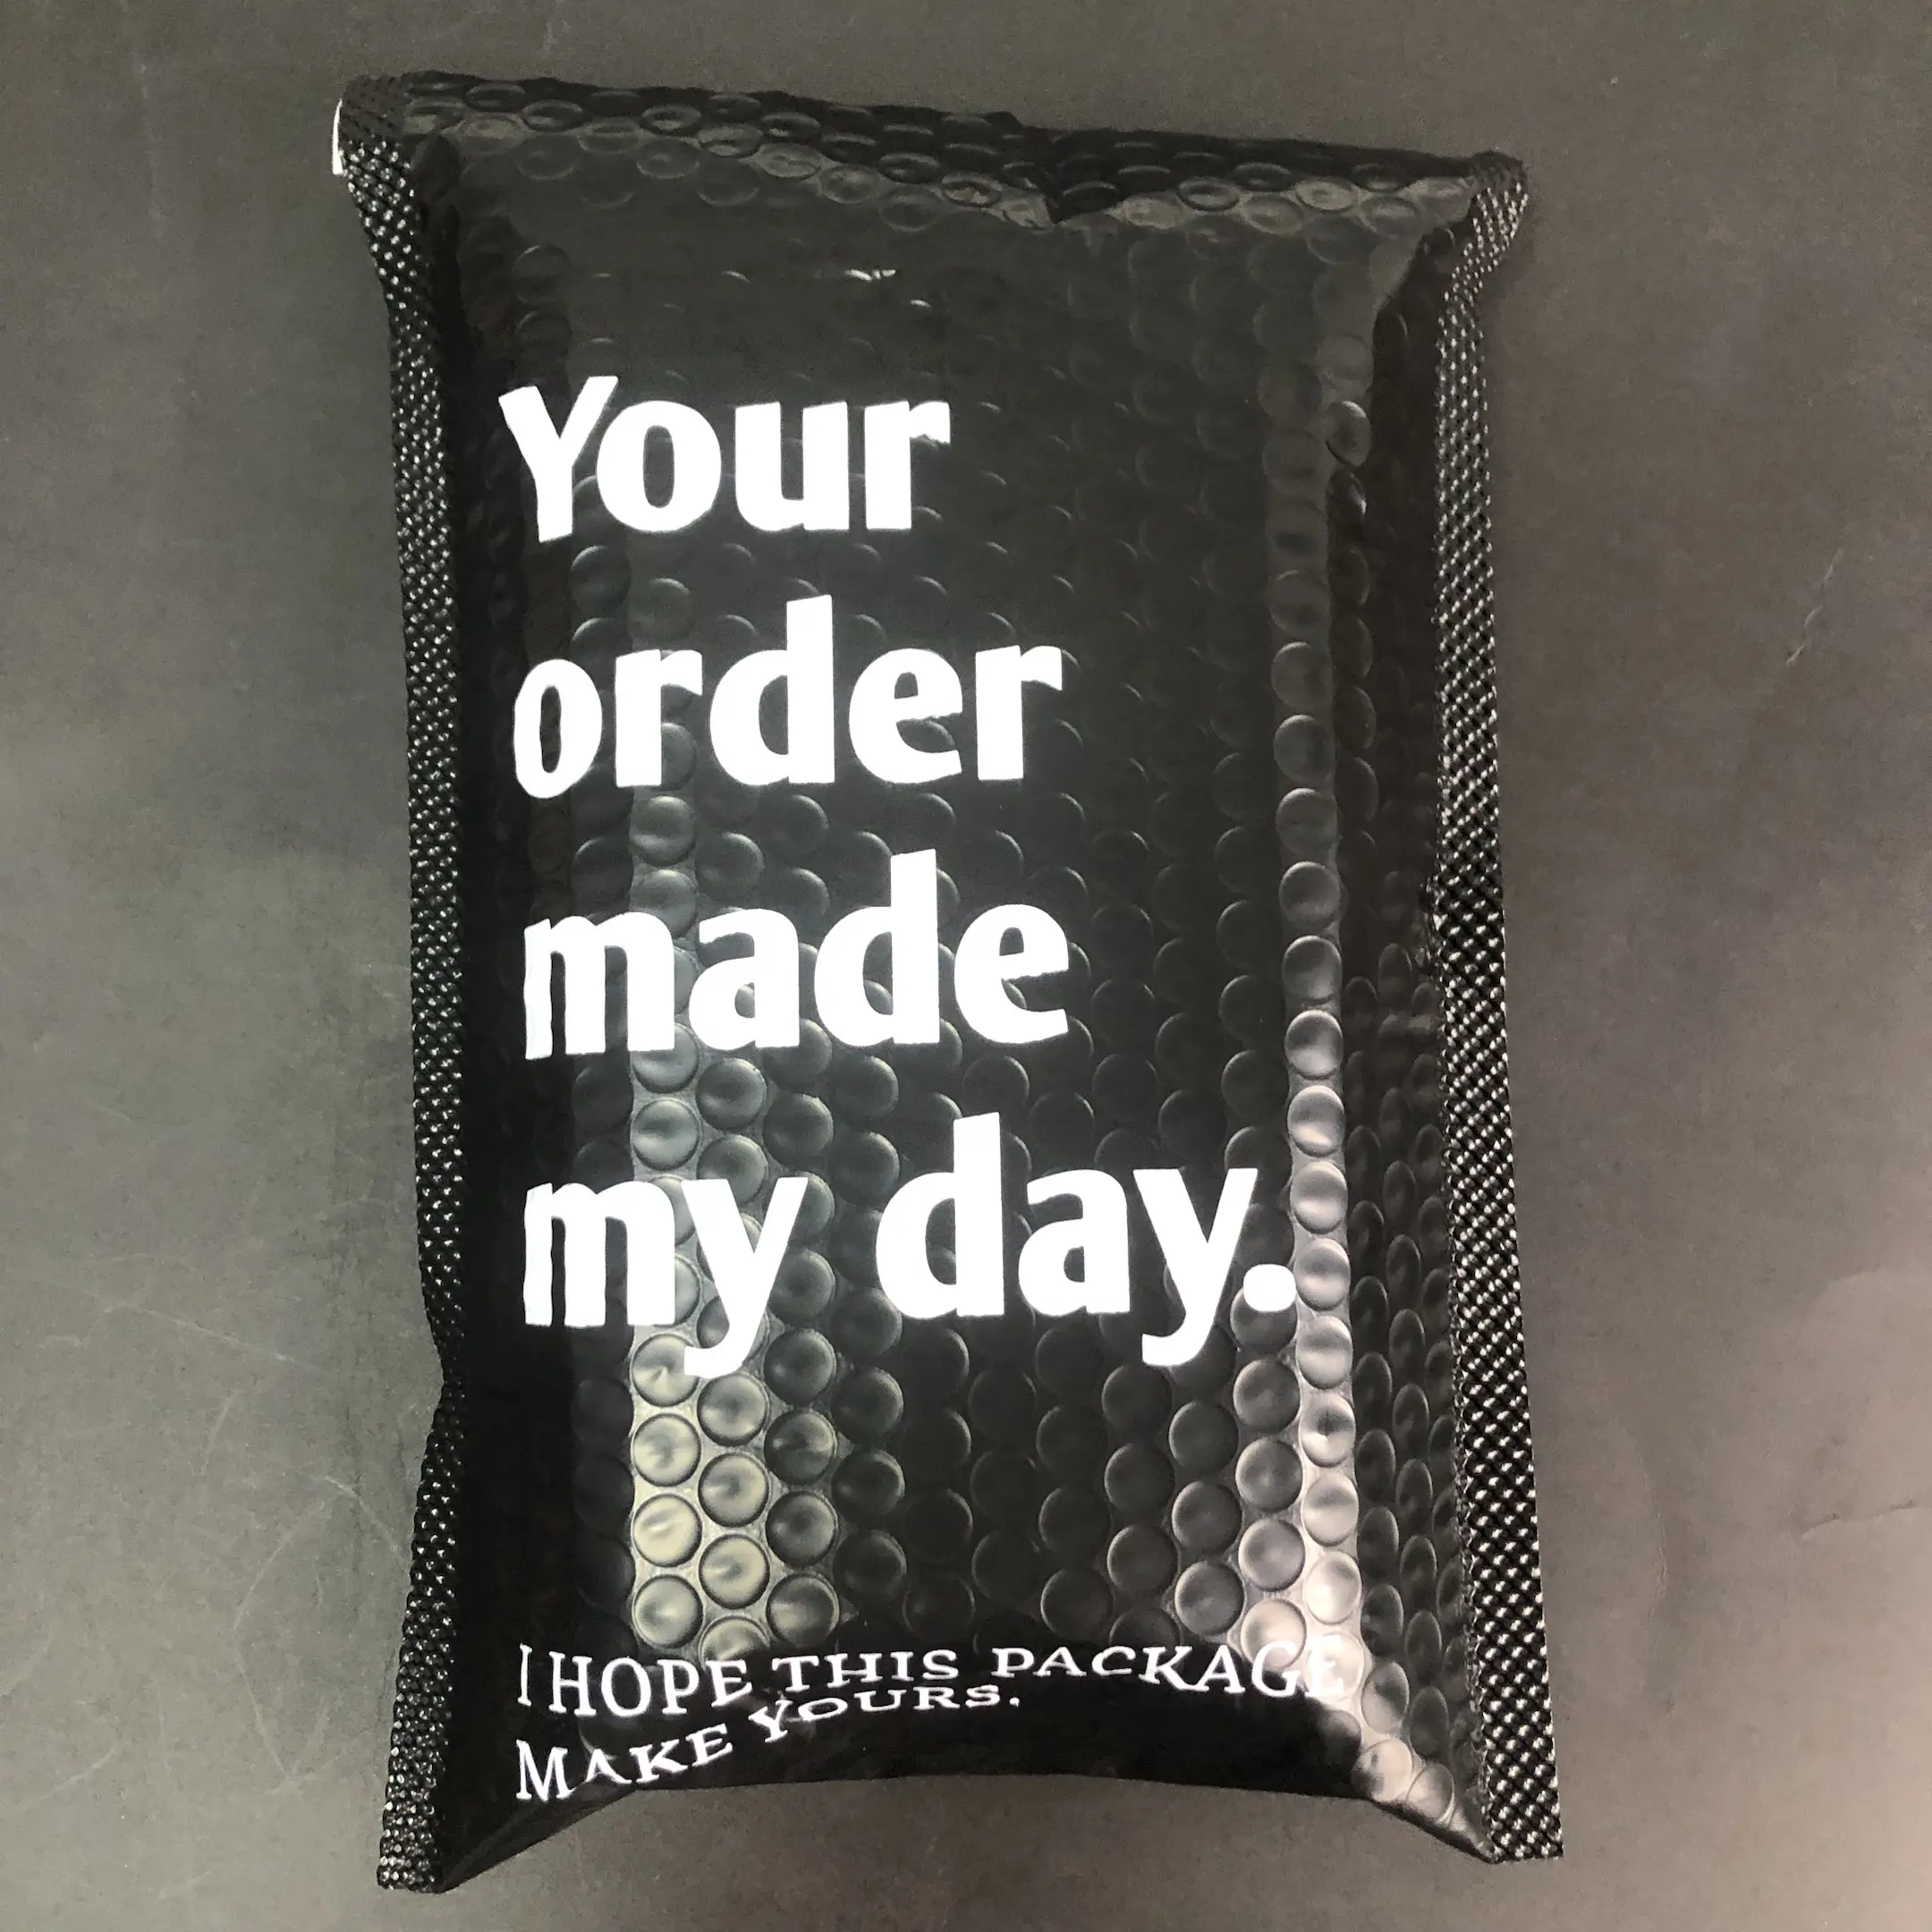 Your
order
made
my day.
I HOPE THIS PACKAGE
MAKE YOURS.